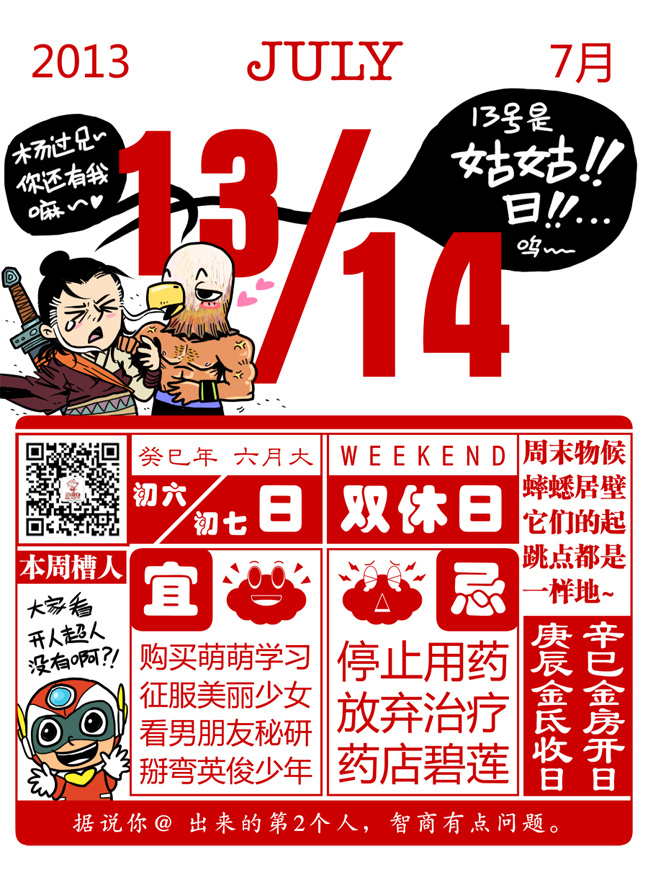 2013
JULY
7月
杨过兄~
你还有我
嘛~♥
13号是
姑姑!!
日!!...
呜~~
13/14
癸巳年 六月大
初六/初七日
WEEKEND
双休日
周末物候
蟀蟋居壁
它们的起
跳点都是
一样地~
本周槽人
大家看
开人超人
没有啊?!
宜
购买萌萌学习
征服美丽少女
看男朋友秘研
掰弯英俊少年
忌
停止用药
放弃治疗
药店碧莲
辛巳金房开日
庚辰金氐收日
据说你@ 出来的第2个人，智商有点问题。